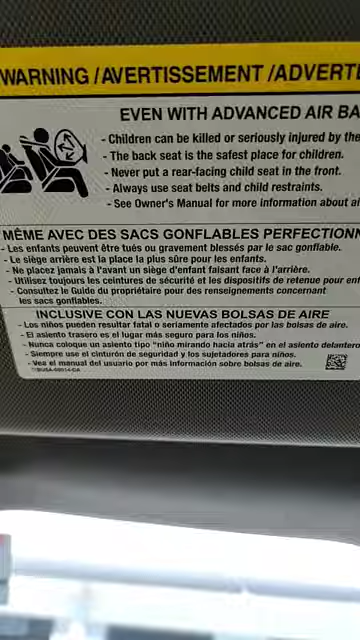 WARNING / AVERTISSEMENT / ADVERTE
EVEN WITH ADVANCED AIR BA
- Children can be killed or seriously injured by the
- The back seat is the safest place for children.
- Never put a rear-facing child seat in the front.
- Always use seat belts and child restraints.
- See Owner's Manual for more information about ai
MÊME AVEC DES SACS GONFLABLES PERFECTIONN
- Les enfants peuvent être tués ou gravement blessés par le sac gonflable.
- Le siège arrière est la place la plus sûre pour les enfants.
- Ne placez jamais à l'avant un siège d'enfant faisant face à l'arrière.
- Utilisez toujours les ceintures de sécurité et les dispositifs de retenue pour enf
- Consultez le Guide du propriétaire pour des renseignements concernant
les sacs gonflables.
INCLUSIVE CON LAS NUEVAS BOLSAS DE AIRE
- Los niños pueden resultar fatal o seriamente afectados por las bolsas de aire.
- El asiento trasero es el lugar más seguro para los niños.
- Nunca coloque un asiento tipo "niño mirando hacia atrás" en el asiento delantero
- Siempre use el cinturón de seguridad y los sujetadores para niños.
- Vea el manual del usuario por más información sobre bolsas de aire.